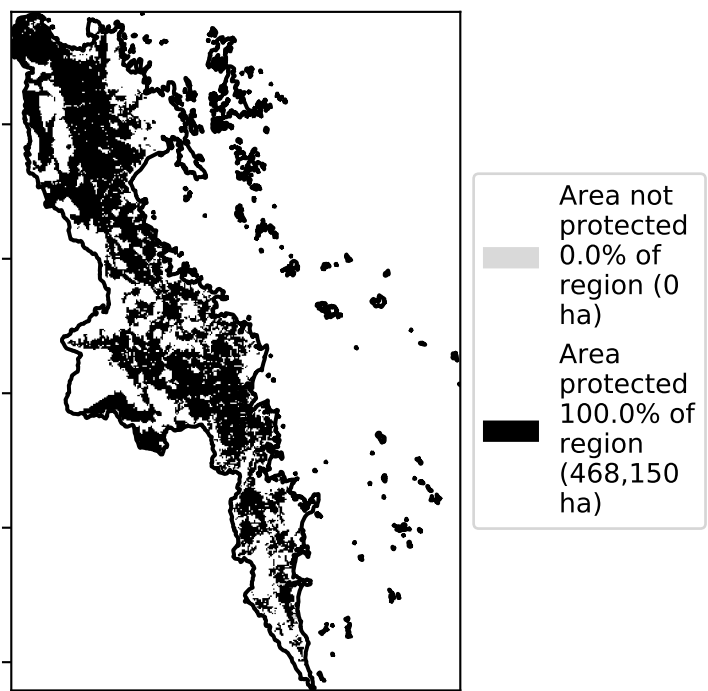 Area not
protected
0.0% of
region (0
ha)
Area
protected
100.0% of
region
(468,150
ha)